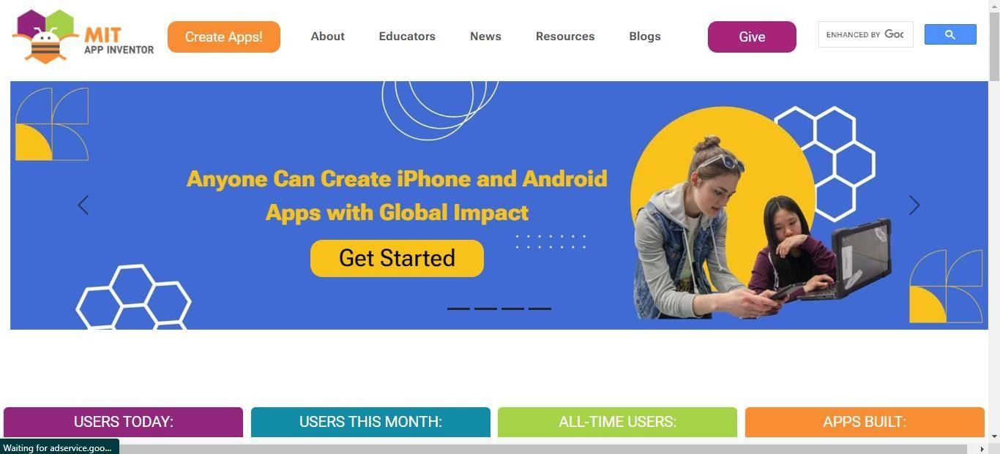 MIT
APP INVENTOR
Create Apps!
About
Educators
News
Resources
Blogs
Give
ENHANCED BY
Anyone Can Create iPhone and Android
Apps with Global Impact
Get Started
USERS TODAY:
USERS THIS MONTH:
ALL-TIME USERS:
APPS BUILT:
Waiting for adservice.goo...